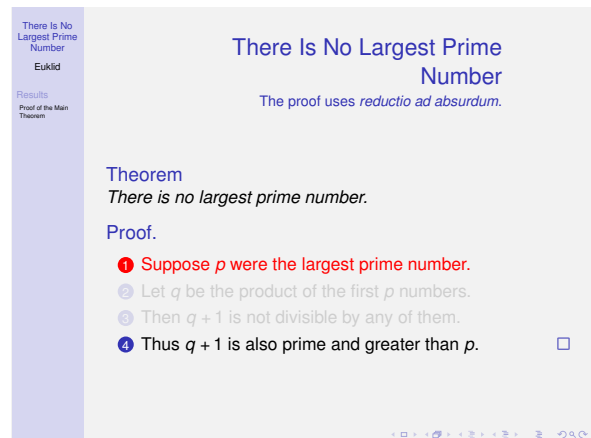 There Is No
Largest Prime
Number
Euklid
Results
Proof of the Main
Theorem
There Is No Largest Prime
Number
The proof uses reductio ad absurdum.
Theorem
There is no largest prime number.
Proof.
1 Suppose p were the largest prime number.
2 Let q be the product of the first p numbers.
3 Then q + 1 is not divisible by any of them.
4 Thus q + 1 is also prime and greater than p. □